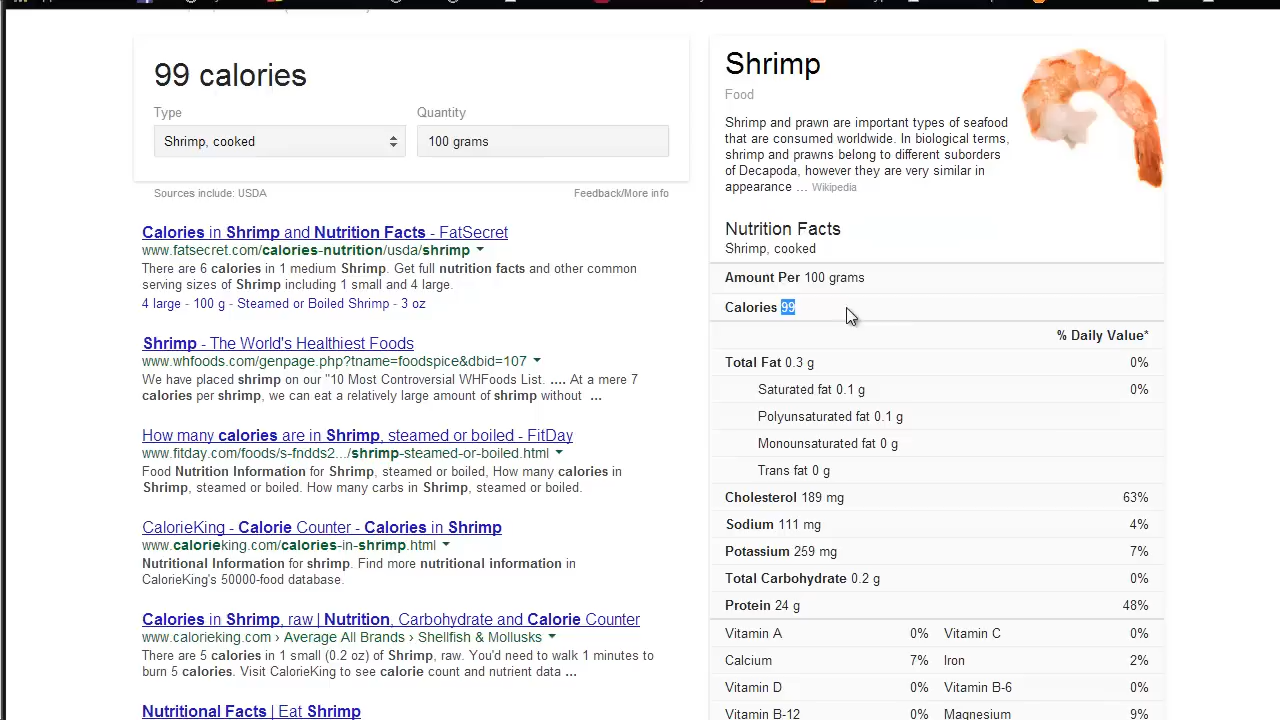 99 calories
Type
Quantity
Shrimp, cooked
100 grams
Sources include: USDA
Feedback/More info
Calories in Shrimp and Nutrition Facts - FatSecret
www.fatsecret.com/calories-nutrition/usda/shrimp
There are 6 calories in 1 medium Shrimp. Get full nutrition facts and other common
serving sizes of Shrimp including 1 small and 4 large.
4 large - 100 g - Steamed or Boiled Shrimp - 3 oz
Shrimp - The World's Healthiest Foods
www.whfoods.com/genpage.php?tname=foodspice&dbid=107
We have placed shrimp on our "10 Most Controversial WHFoods List. .... At a mere 7
calories per shrimp, we can eat a relatively large amount of shrimp without ...
How many calories are in Shrimp, steamed or boiled - FitDay
www.fitday.com/foods/s-fndds2.../shrimp-steamed-or-boiled.html
Food Nutrition Information for Shrimp, steamed or boiled, How many calories in
Shrimp, steamed or boiled. How many carbs in Shrimp, steamed or boiled.
CalorieKing - Calorie Counter - Calories in Shrimp
www.calorieking.com/calories-in-shrimp.html
Nutritional Information for shrimp. Find more nutritional information in
CalorieKing's 50000-food database.
Calories in Shrimp, raw | Nutrition, Carbohydrate and Calorie Counter
www.calorieking.com › Average All Brands › Shellfish & Mollusks
There are 5 calories in 1 small (0.2 oz) of Shrimp, raw. You'd need to walk 1 minutes to
burn 5 calories. Visit CalorieKing to see calorie count and nutrient data ...
Nutritional Facts | Eat Shrimp
Shrimp
Food
Shrimp and prawn are important types of seafood
that are consumed worldwide. In biological terms,
shrimp and prawns belong to different suborders
of Decapoda, however they are very similar in
appearance ... Wikipedia
Nutrition Facts
Shrimp, cooked
Amount Per 100 grams
Calories 99
% Daily Value*
Total Fat 0.3 g 0%
Saturated fat 0.1 g 0%
Polyunsaturated fat 0.1 g
Monounsaturated fat 0 g
Trans fat 0 g
Cholesterol 189 mg 63%
Sodium 111 mg 4%
Potassium 259 mg 7%
Total Carbohydrate 0.2 g 0%
Protein 24 g 48%
Vitamin A 0% Vitamin C 0%
Calcium 7% Iron 2%
Vitamin D 0% Vitamin B-6 0%
Vitamin B-12 0% Magnesium 9%